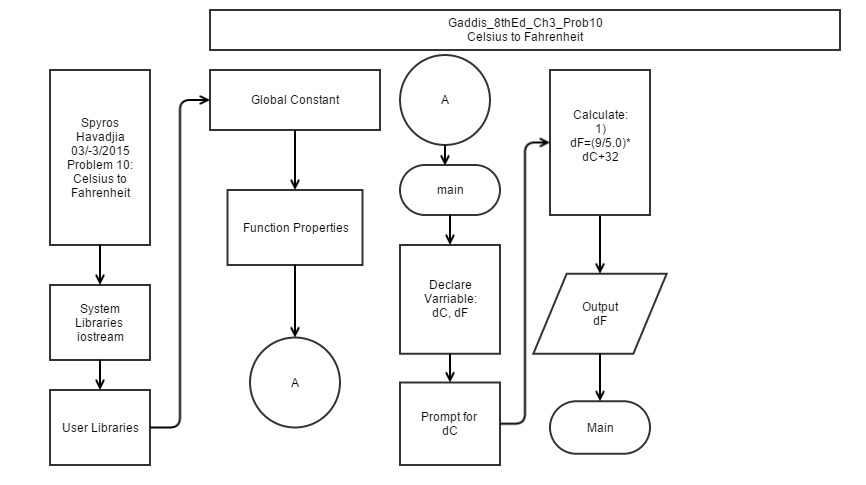 Gaddis_8thEd_Ch3_Prob10
Celsius to Fahrenheit
Spyros
Havadjia
03/-3/2015
Problem 10:
Celsius to
Fahrenheit
System
Libraries
iostream
User Libraries
Global Constant
Function Properties
A
A
main
Declare
Varriable:
dC, dF
Prompt for
dC
Calculate:
1)
dF=(9/5.0)*
dC+32
Output
dF
Main